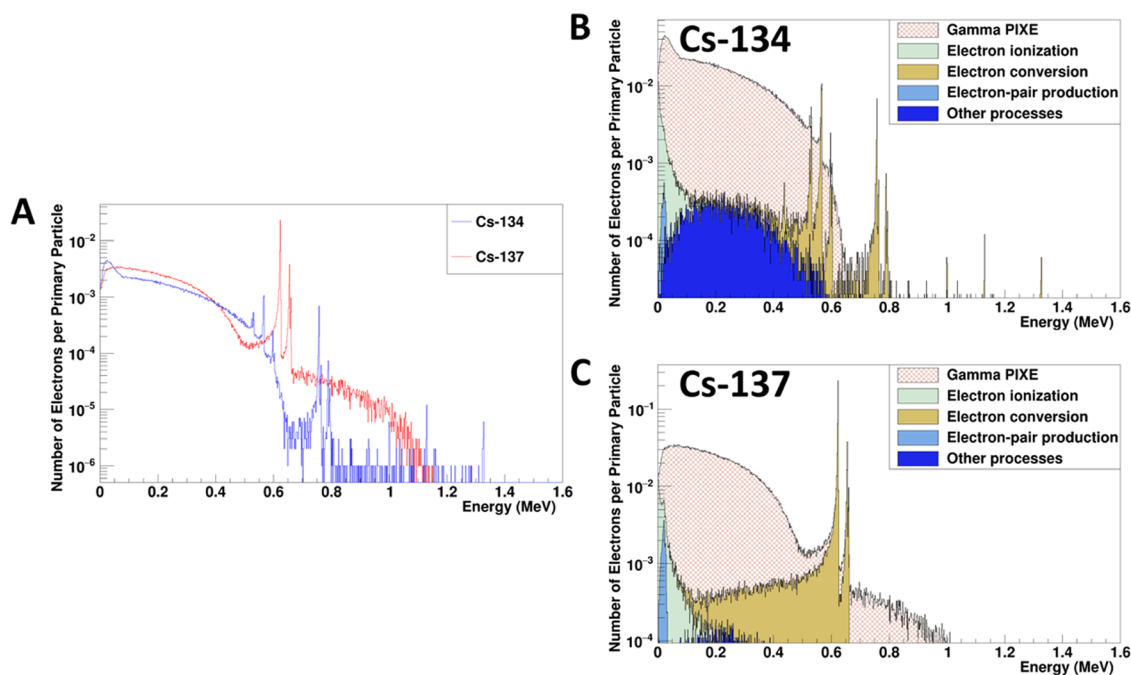 A
Number of Electrons per Primary Particle
10⁻²
10⁻³
10⁻⁴
10⁻⁵
10⁻⁶
0 0.2 0.4 0.6 0.8 1 1.2 1.4 1.6
Energy (MeV)
Cs-134
Cs-137
B
Cs-134
Number of Electrons per Primary Particle
10⁻²
10⁻³
10⁻⁴
0 0.2 0.4 0.6 0.8 1 1.2 1.4 1.6
Energy (MeV)
Gamma PIXE
Electron ionization
Electron conversion
Electron-pair production
Other processes
C
Cs-137
Number of Electrons per Primary Particle
10⁻¹
10⁻²
10⁻³
10⁻⁴
0 0.2 0.4 0.6 0.8 1 1.2 1.4 1.6
Energy (MeV)
Gamma PIXE
Electron ionization
Electron conversion
Electron-pair production
Other processes